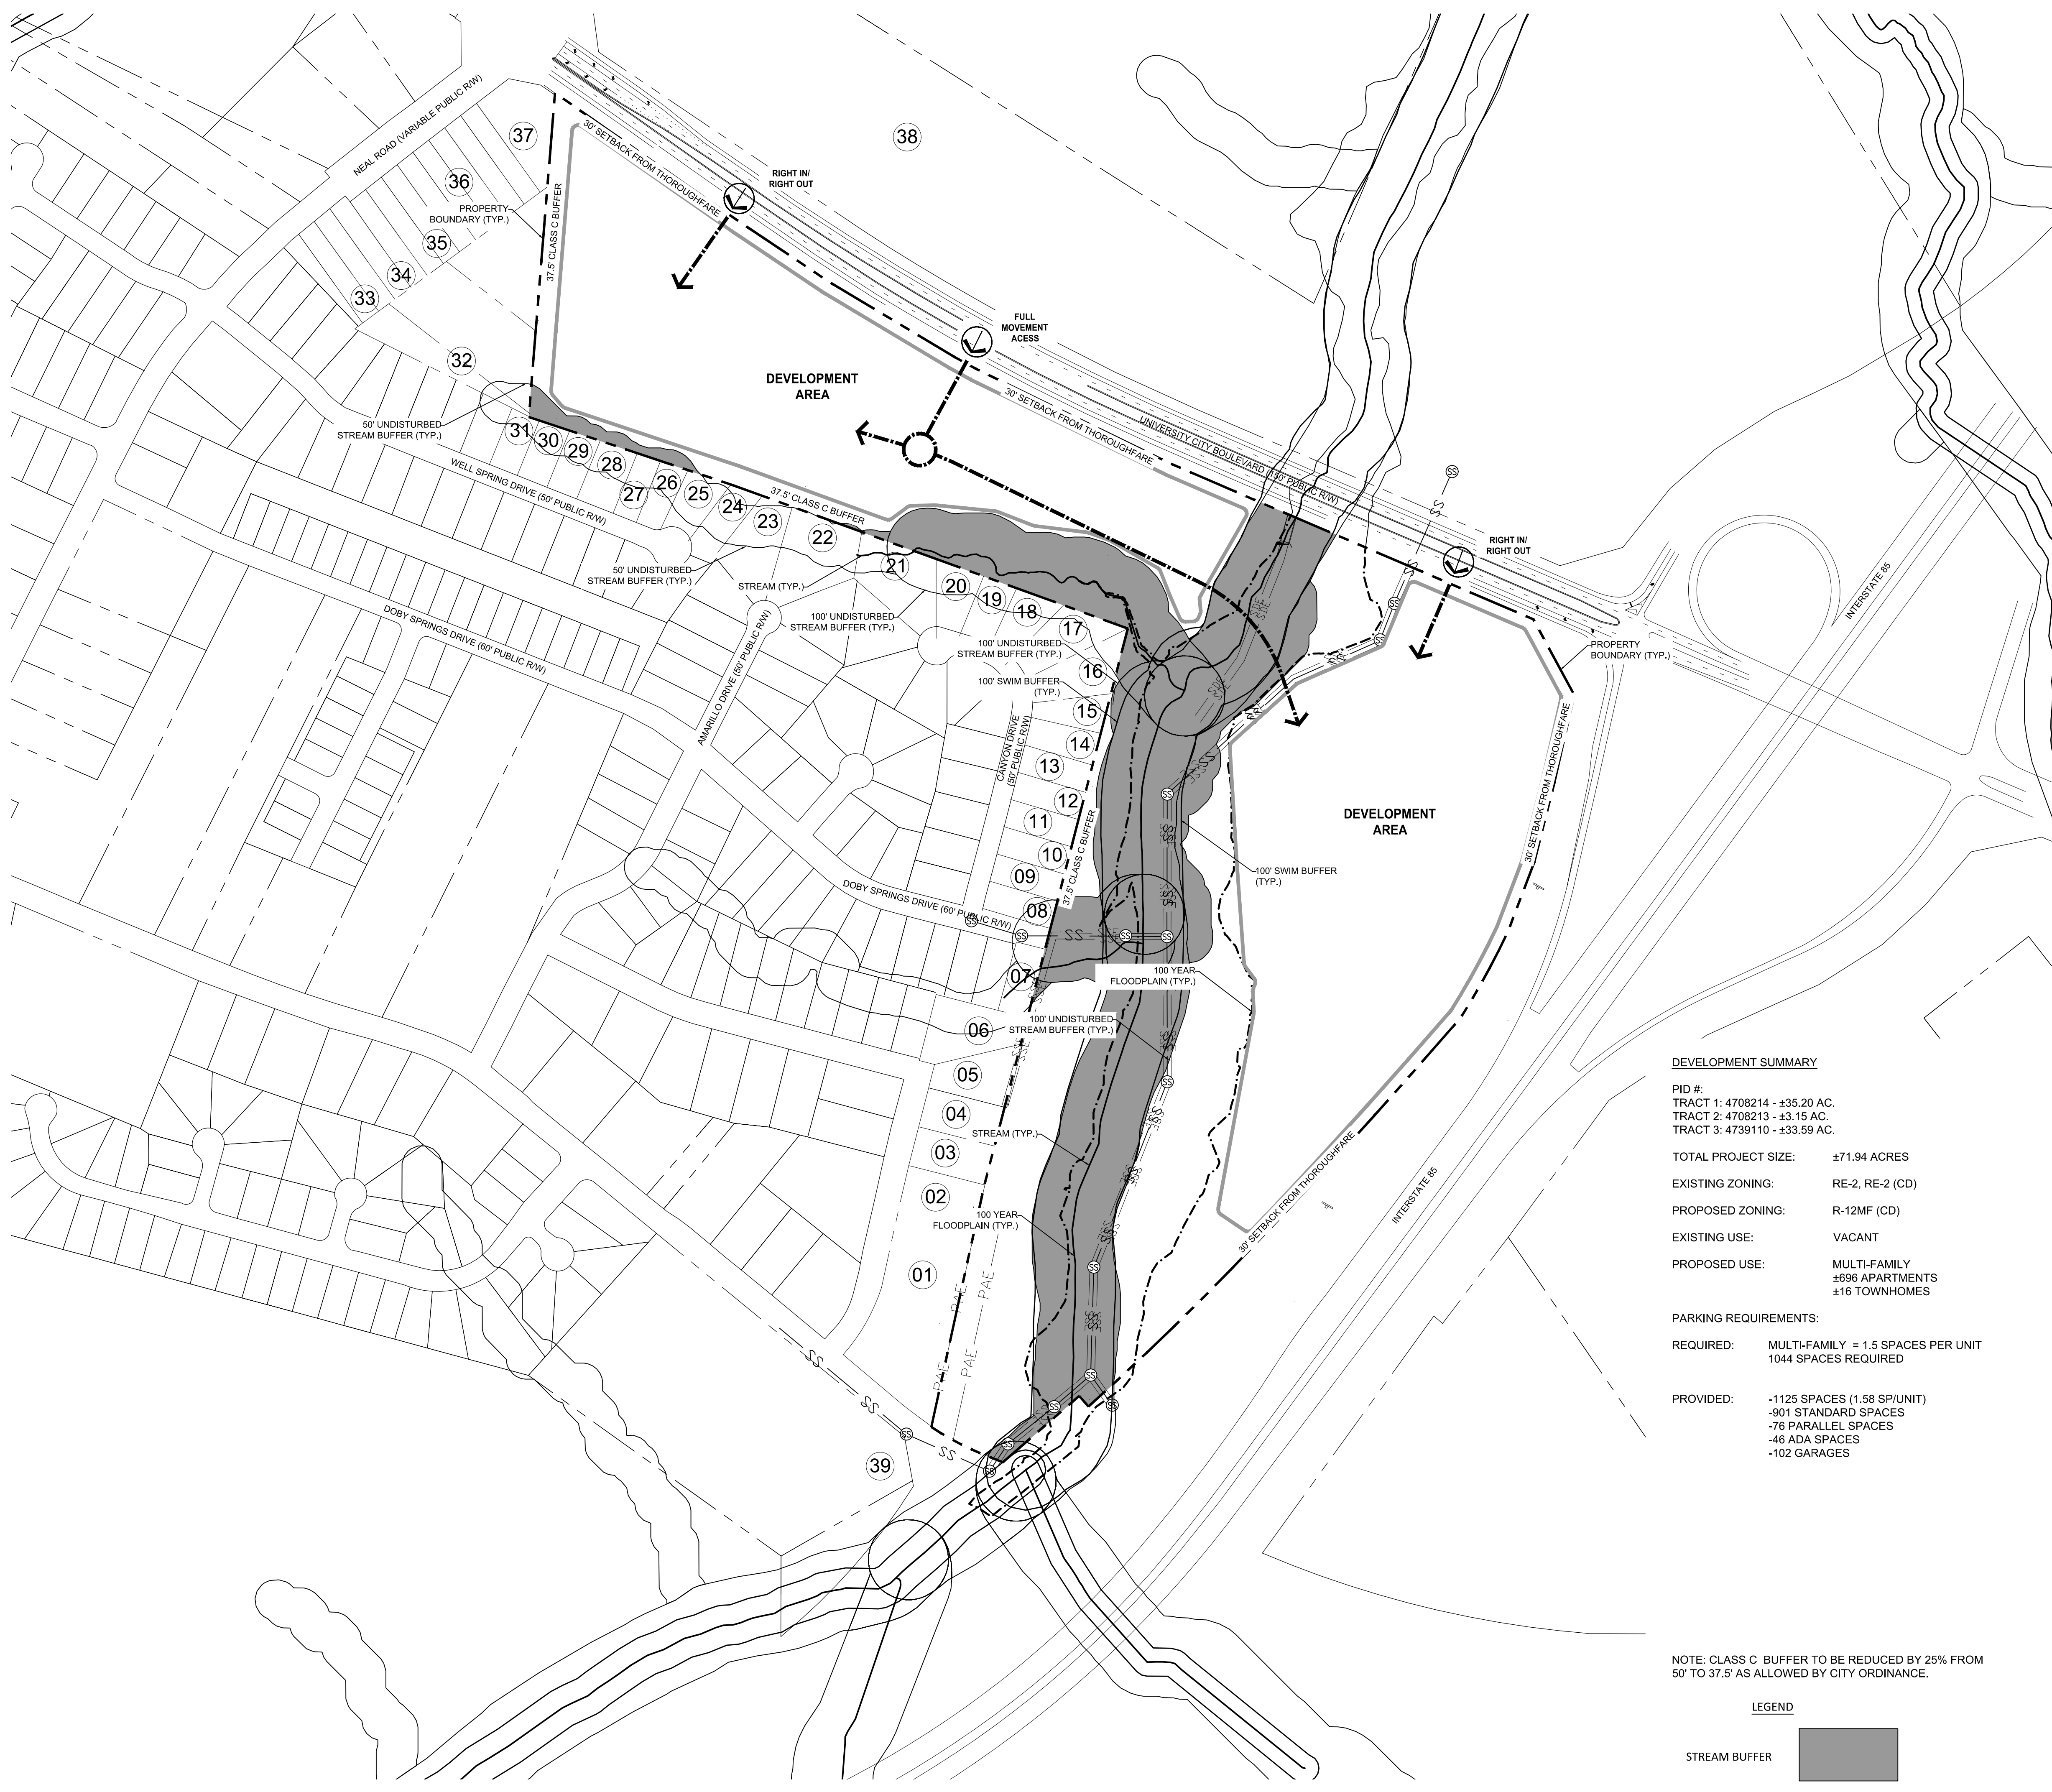 NEAL ROAD (VARIABLE PUBLIC R/W)
37
36
35
34
33
32
38
PROPERTY
BOUNDARY (TYP.)
37.5' CLASS C BUFFER
30' SETBACK FROM THOROUGHFARE
RIGHT IN/
RIGHT OUT
FULL
MOVEMENT
ACESS
DEVELOPMENT
AREA
30' SETBACK FROM THOROUGHFARE
UNIVERSITY CITY BOULEVARD (150' PUBLIC R/W)
50' UNDISTURBED
STREAM BUFFER (TYP.)
WELL SPRING DRIVE (50' PUBLIC R/W)
31
30
29
28
27
26
25
24
23
22
21
20
19
18
17
16
15
14
13
12
11
10
09
08
07
06
05
04
03
02
01
39
37.5' CLASS C BUFFER
50' UNDISTURBED
STREAM BUFFER (TYP.)
STREAM (TYP.)
100' UNDISTURBED
STREAM BUFFER (TYP.)
100' UNDISTURBED
STREAM BUFFER (TYP.)
100' SWIM BUFFER
(TYP.)
DOBY SPRINGS DRIVE (60' PUBLIC R/W)
AMARILLO DRIVE (50' PUBLIC R/W)
CANYON DRIVE
(50' PUBLIC R/W)
37.5' CLASS C BUFFER
DOBY SPRINGS DRIVE (60' PUBLIC R/W)
RIGHT IN/
RIGHT OUT
PROPERTY
BOUNDARY (TYP.)
INTERSTATE 85
30' SETBACK FROM THOROUGHFARE
DEVELOPMENT
AREA
100' SWIM BUFFER
(TYP.)
100 YEAR
FLOODPLAIN (TYP.)
100' UNDISTURBED
STREAM BUFFER (TYP.)
STREAM (TYP.)
100 YEAR
FLOODPLAIN (TYP.)
30' SETBACK FROM THOROUGHFARE
INTERSTATE 85
PAE
PAE
PAE
PAE
SS
SS
SS
SS
SS
SS
DEVELOPMENT SUMMARY
PID #:
TRACT 1: 4708214 - ±35.20 AC.
TRACT 2: 4708213 - ±3.15 AC.
TRACT 3: 4739110 - ±33.59 AC.
TOTAL PROJECT SIZE: ±71.94 ACRES
EXISTING ZONING: RE-2, RE-2 (CD)
PROPOSED ZONING: R-12MF (CD)
EXISTING USE: VACANT
PROPOSED USE: MULTI-FAMILY
±696 APARTMENTS
±16 TOWNHOMES
PARKING REQUIREMENTS:
REQUIRED: MULTI-FAMILY = 1.5 SPACES PER UNIT
1044 SPACES REQUIRED
PROVIDED: -1125 SPACES (1.58 SP/UNIT)
-901 STANDARD SPACES
-76 PARALLEL SPACES
-46 ADA SPACES
-102 GARAGES
NOTE: CLASS C BUFFER TO BE REDUCED BY 25% FROM
50' TO 37.5' AS ALLOWED BY CITY ORDINANCE.
LEGEND
STREAM BUFFER